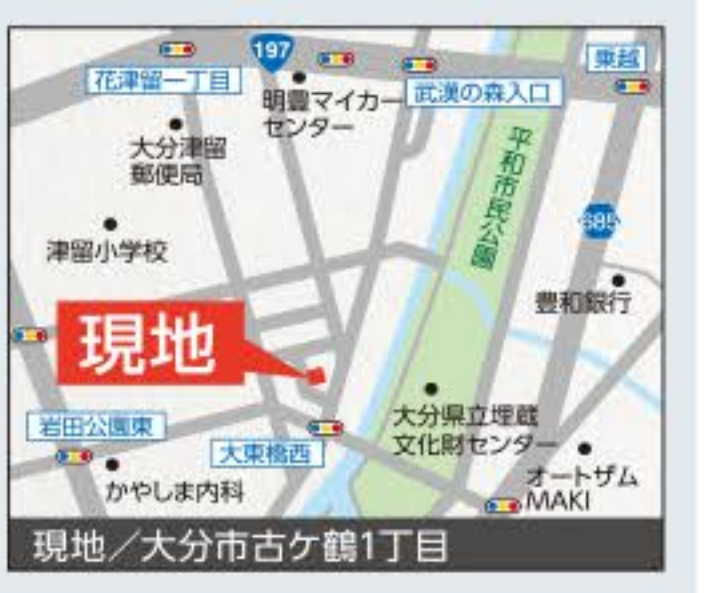 197
乗越
花津留一丁目
明豊マイカー
センター
武漢の森入口
大分津留
郵便局
平和市民公園
津留小学校
685
豊和銀行
現地
大分県立埋蔵
文化財センター
岩田公園東
大東橋西
オートザム
MAKI
かやしま内科
現地／大分市古ケ鶴1丁目